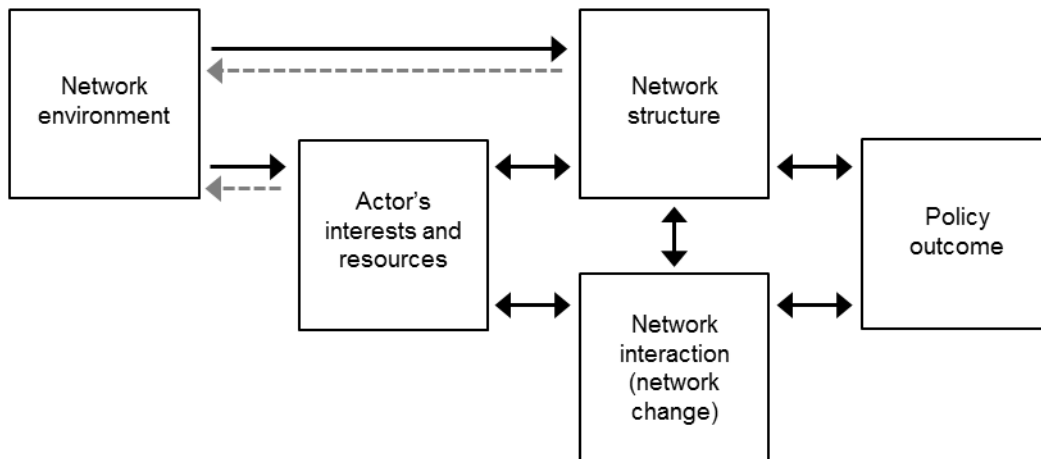 Network
environment
Network
structure
Actor's
interests and
resources
Policy
outcome
Network
interaction
(network
change)